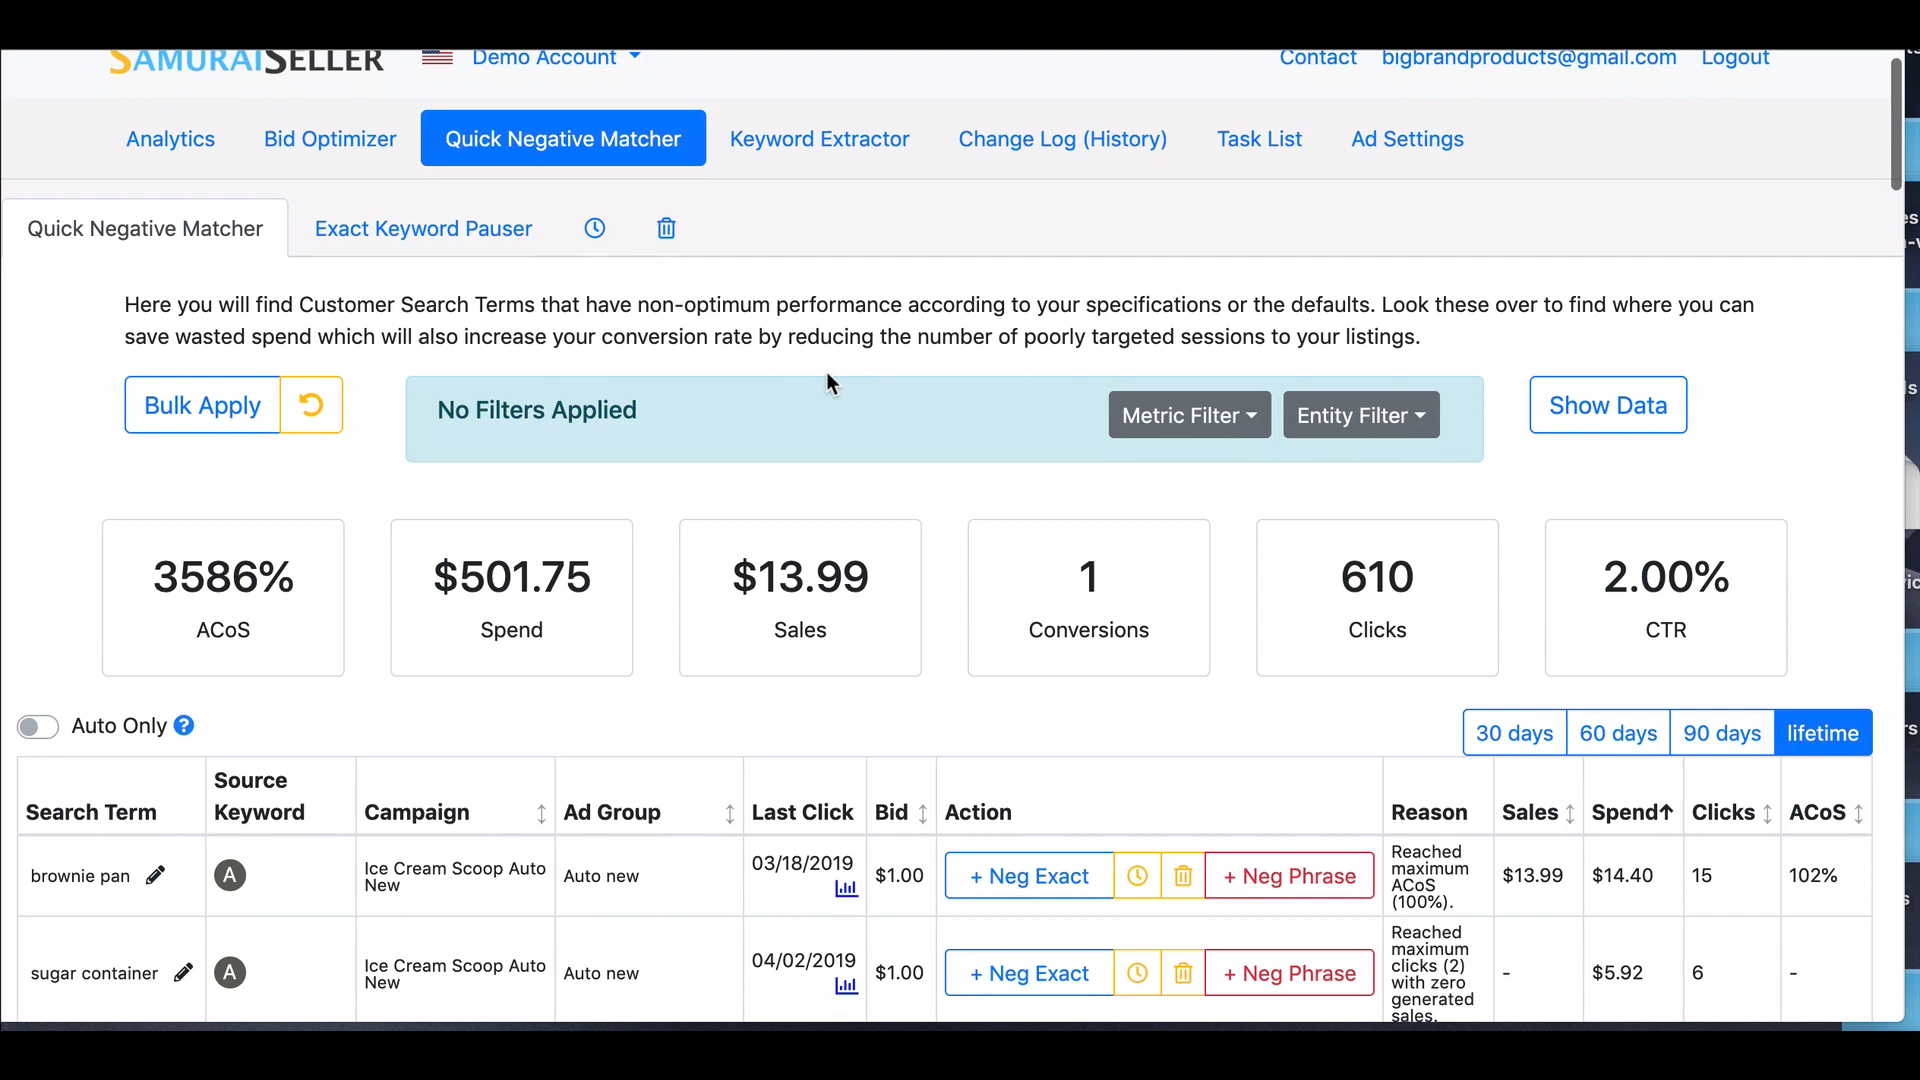 SAMURAISELLER Demo Account Contact bigbrandproducts@gmail.com Logout
Analytics Bid Optimizer Quick Negative Matcher Keyword Extractor Change Log (History) Task List Ad Settings
Quick Negative Matcher Exact Keyword Pauser
Here you will find Customer Search Terms that have non-optimum performance according to your specifications or the defaults. Look these over to find where you can
save wasted spend which will also increase your conversion rate by reducing the number of poorly targeted sessions to your listings.
Bulk Apply No Filters Applied Metric Filter Entity Filter Show Data
3586% $501.75 $13.99 1 610 2.00%
ACoS Spend Sales Conversions Clicks CTR
Auto Only ? 30 days 60 days 90 days lifetime
Search Term Source Keyword Campaign Ad Group Last Click Bid Action Reason Sales Spend Clicks ACoS
brownie pan A Ice Cream Scoop Auto New Auto new 03/18/2019 $1.00 + Neg Exact + Neg Phrase Reached maximum ACoS (100%). $13.99 $14.40 15 102%
sugar container A Ice Cream Scoop Auto New Auto new 04/02/2019 $1.00 + Neg Exact + Neg Phrase Reached maximum clicks (2) with zero generated sales. - $5.92 6 -